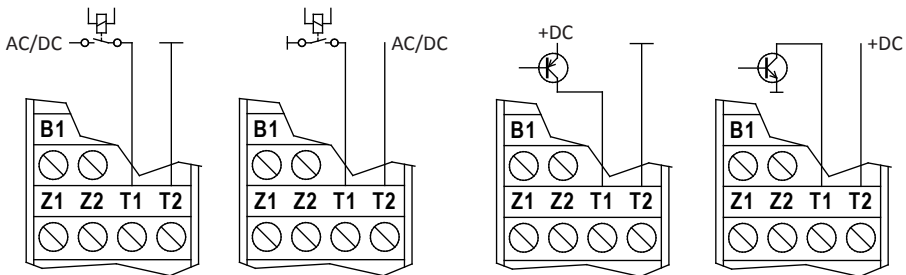 AC/DC
B1
Z1 Z2 T1 T2
AC/DC
B1
Z1 Z2 T1 T2
+DC
B1
Z1 Z2 T1 T2
+DC
B1
Z1 Z2 T1 T2